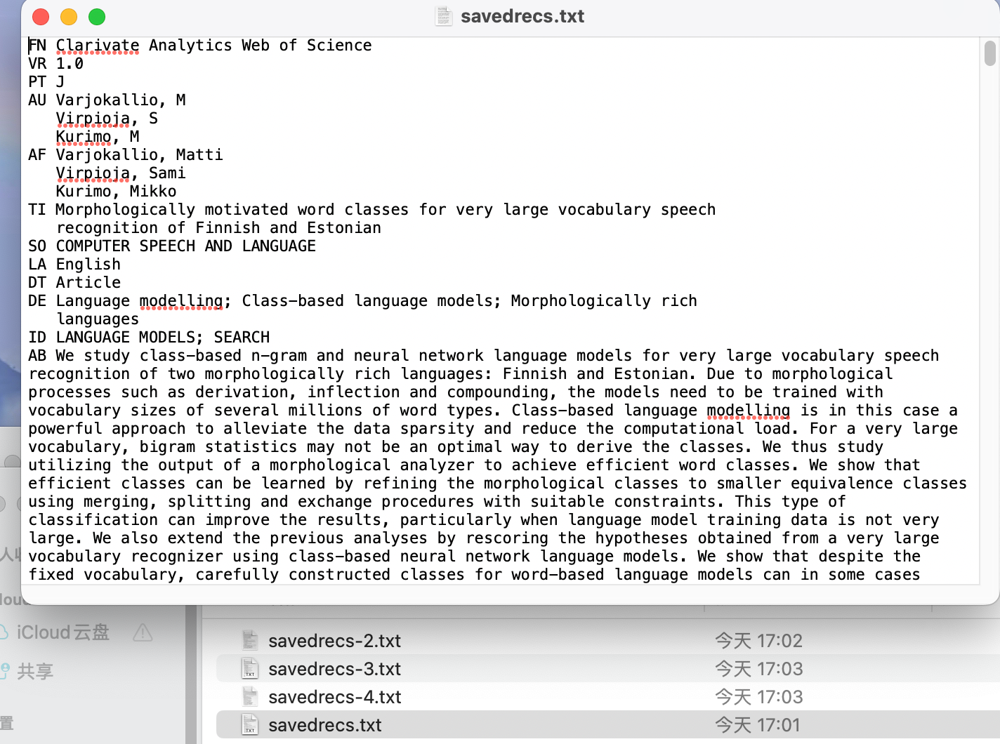 savedrecs.txt
FN Clarivate Analytics Web of Science
VR 1.0
PT J
AU Varjokallio, M
Virpioja, S
Kurimo, M
AF Varjokallio, Matti
Virpioja, Sami
Kurimo, Mikko
TI Morphologically motivated word classes for very large vocabulary speech
recognition of Finnish and Estonian
SO COMPUTER SPEECH AND LANGUAGE
LA English
DT Article
DE Language modelling; Class-based language models; Morphologically rich
languages
ID LANGUAGE MODELS; SEARCH
AB We study class-based n-gram and neural network language models for very large vocabulary speech
recognition of two morphologically rich languages: Finnish and Estonian. Due to morphological
processes such as derivation, inflection and compounding, the models need to be trained with
vocabulary sizes of several millions of word types. Class-based language modelling is in this case a
powerful approach to alleviate the data sparsity and reduce the computational load. For a very large
vocabulary, bigram statistics may not be an optimal way to derive the classes. We thus study
utilizing the output of a morphological analyzer to achieve efficient word classes. We show that
efficient classes can be learned by refining the morphological classes to smaller equivalence classes
using merging, splitting and exchange procedures with suitable constraints. This type of
classification can improve the results, particularly when language model training data is not very
large. We also extend the previous analyses by rescoring the hypotheses obtained from a very large
vocabulary recognizer using class-based neural network language models. We show that despite the
fixed vocabulary, carefully constructed classes for word-based language models can in some cases
iCloud云盘
共享
置
savedrecs-2.txt 今天 17:02
savedrecs-3.txt 今天 17:03
savedrecs-4.txt 今天 17:03
savedrecs.txt 今天 17:01